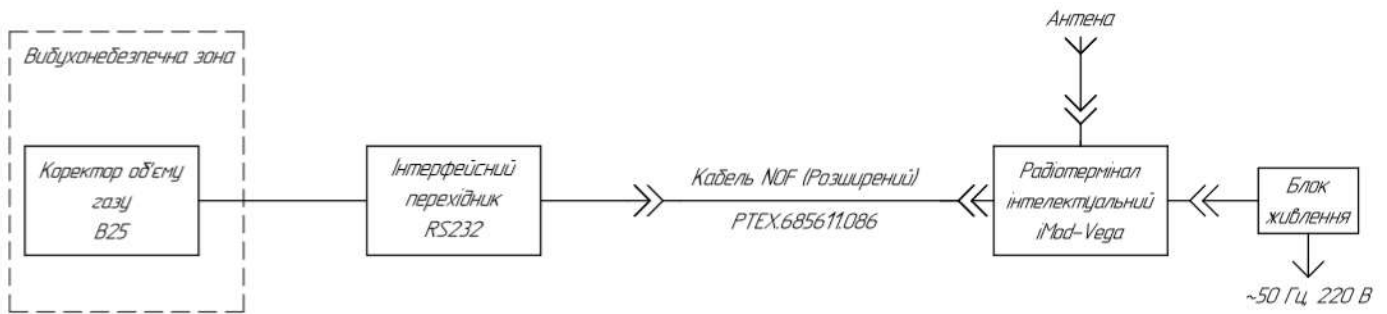 Антена
Вибухонебезпечна зона
Коректор об'єму
газу
B25
Інтерфейсний
перехідник
RS232
Кабель NOF (Розширений)
РТЕХ.685611.086
Радіотермінал
інтелектуальний
iMod-Vega
Блок
живлення
~50 Гц, 220 В